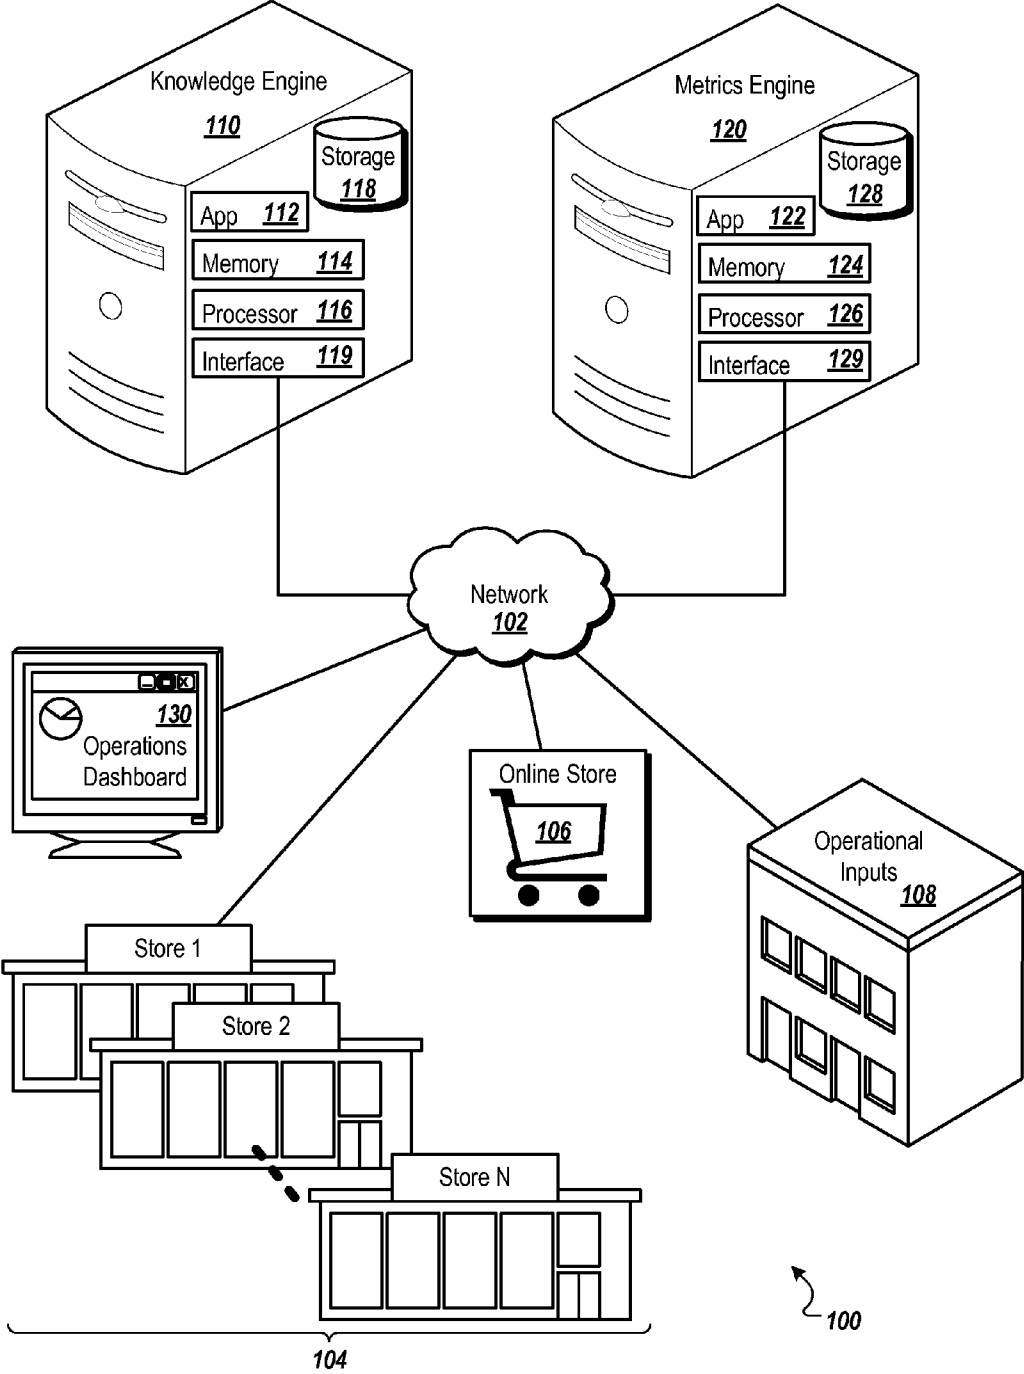 Knowledge Engine
110
Storage
118
App 112
Memory 114
Processor 116
Interface 119
Metrics Engine
120
Storage
128
App 122
Memory 124
Processor 126
Interface 129
Network
102
130
Operations
Dashboard
Online Store
106
Operational
Inputs 108
Store 1
Store 2
Store N
104
100